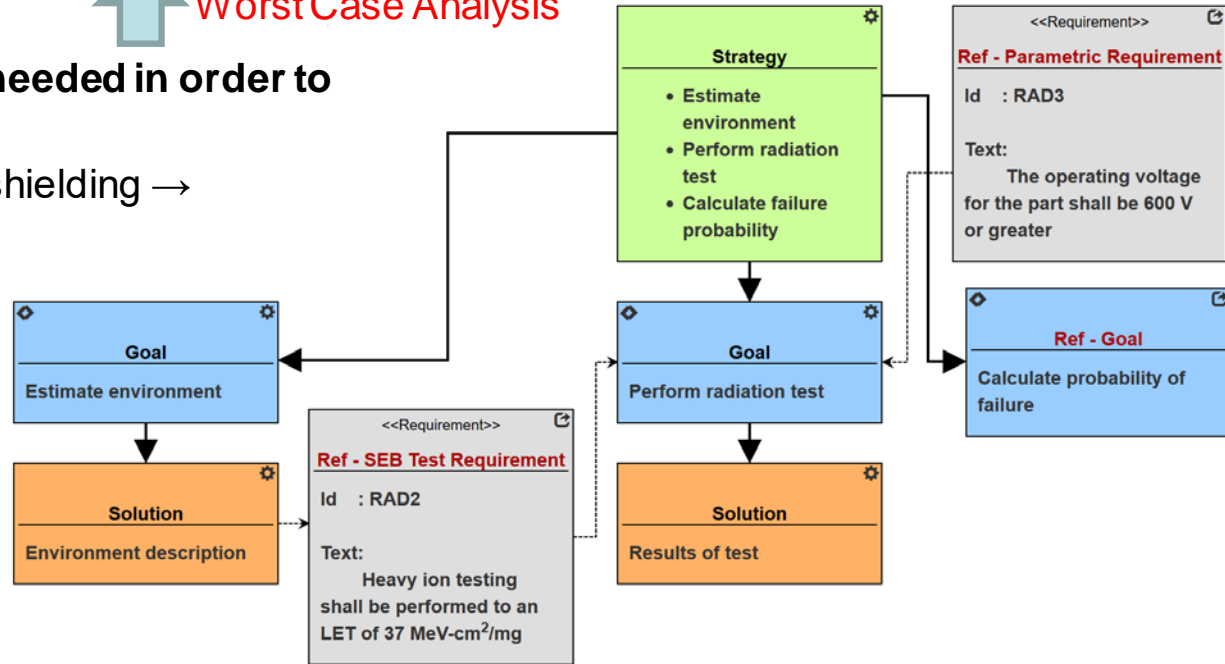 Worst Case Analysis
needed in order to
shielding →
Strategy
• Estimate
environment
• Perform radiation
test
• Calculate failure
probability
<<Requirement>>
Ref - Parametric Requirement
Id : RAD3
Text:
The operating voltage
for the part shall be 600 V
or greater
Goal
Estimate environment
Goal
Perform radiation test
Ref - Goal
Calculate probability of
failure
Solution
Environment description
<<Requirement>>
Ref - SEB Test Requirement
Id : RAD2
Text:
Heavy ion testing
shall be performed to an
LET of 37 MeV-cm²/mg
Solution
Results of test